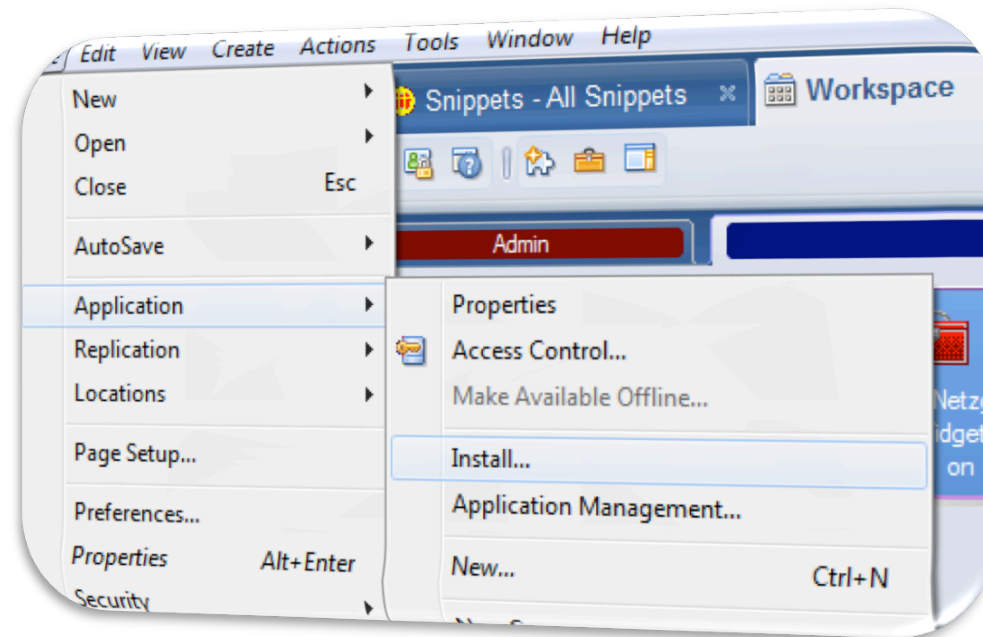 Edit View Create Actions Tools Window Help
Snippets - All Snippets
Workspace
New
Open
Close Esc
AutoSave
Application
Replication
Locations
Page Setup...
Preferences...
Properties Alt+Enter
Security
Admin
Properties
Access Control...
Make Available Offline...
Install...
Application Management...
New... Ctrl+N
on